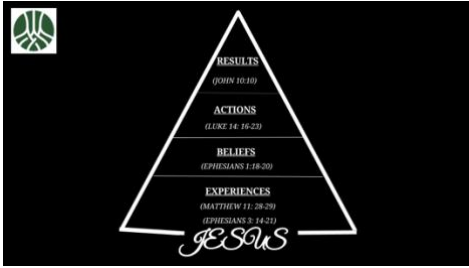 RESULTS
(JOHN 10:10)
ACTIONS
(LUKE 14: 16-23)
BELIEFS
(EPHESIANS 1:18-20)
EXPERIENCES
(MATTHEW 11: 28-29)
(EPHESIANS 3: 14-21)
JESUS